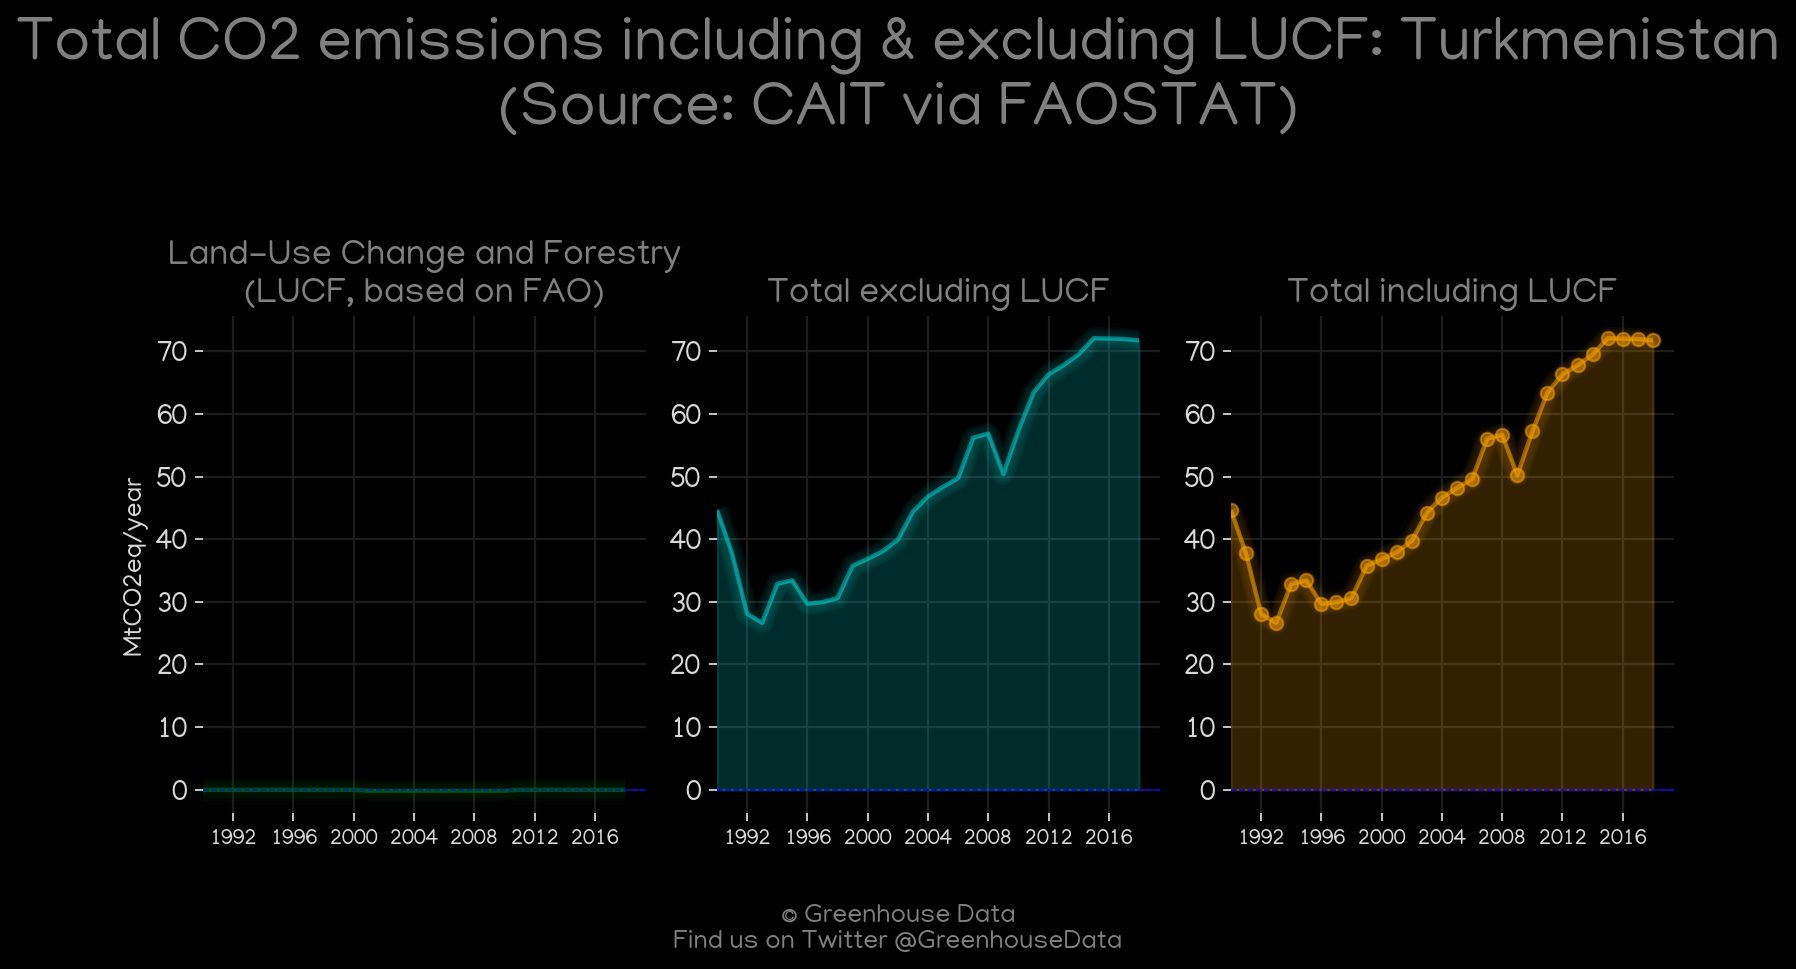 Total CO2 emissions including & excluding LUCF: Turkmenistan
(Source: CAIT via FAOSTAT)
Land-Use Change and Forestry
(LUCF, based on FAO)
Total excluding LUCF
Total including LUCF
MtCO2eq/year
70
60
50
40
30
20
10
0
1992 1996 2000 2004 2008 2012 2016
70
60
50
40
30
20
10
0
1992 1996 2000 2004 2008 2012 2016
70
60
50
40
30
20
10
0
1992 1996 2000 2004 2008 2012 2016
© Greenhouse Data
Find us on Twitter @GreenhouseData